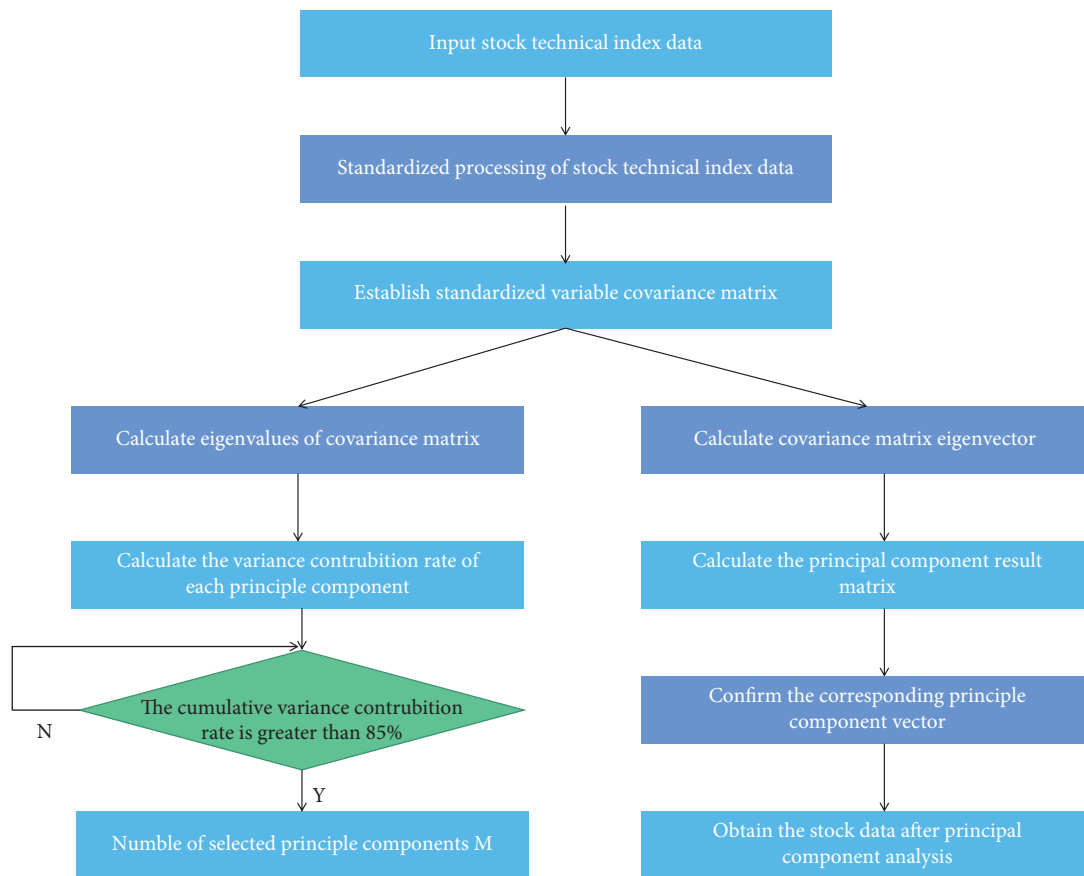 Input stock technical index data
Standardized processing of stock technical index data
Establish standardized variable covariance matrix
Calculate eigenvalues of covariance matrix
Calculate covariance matrix eigenvector
Calculate the variance contrubition rate of
each principle component
Calculate the principal component result
matrix
The cumulative variance contrubition
rate is greater than 85%
N
Y
Confirm the corresponding principle
component vector
Numble of selected principle components M
Obtain the stock data after principal
component analysis